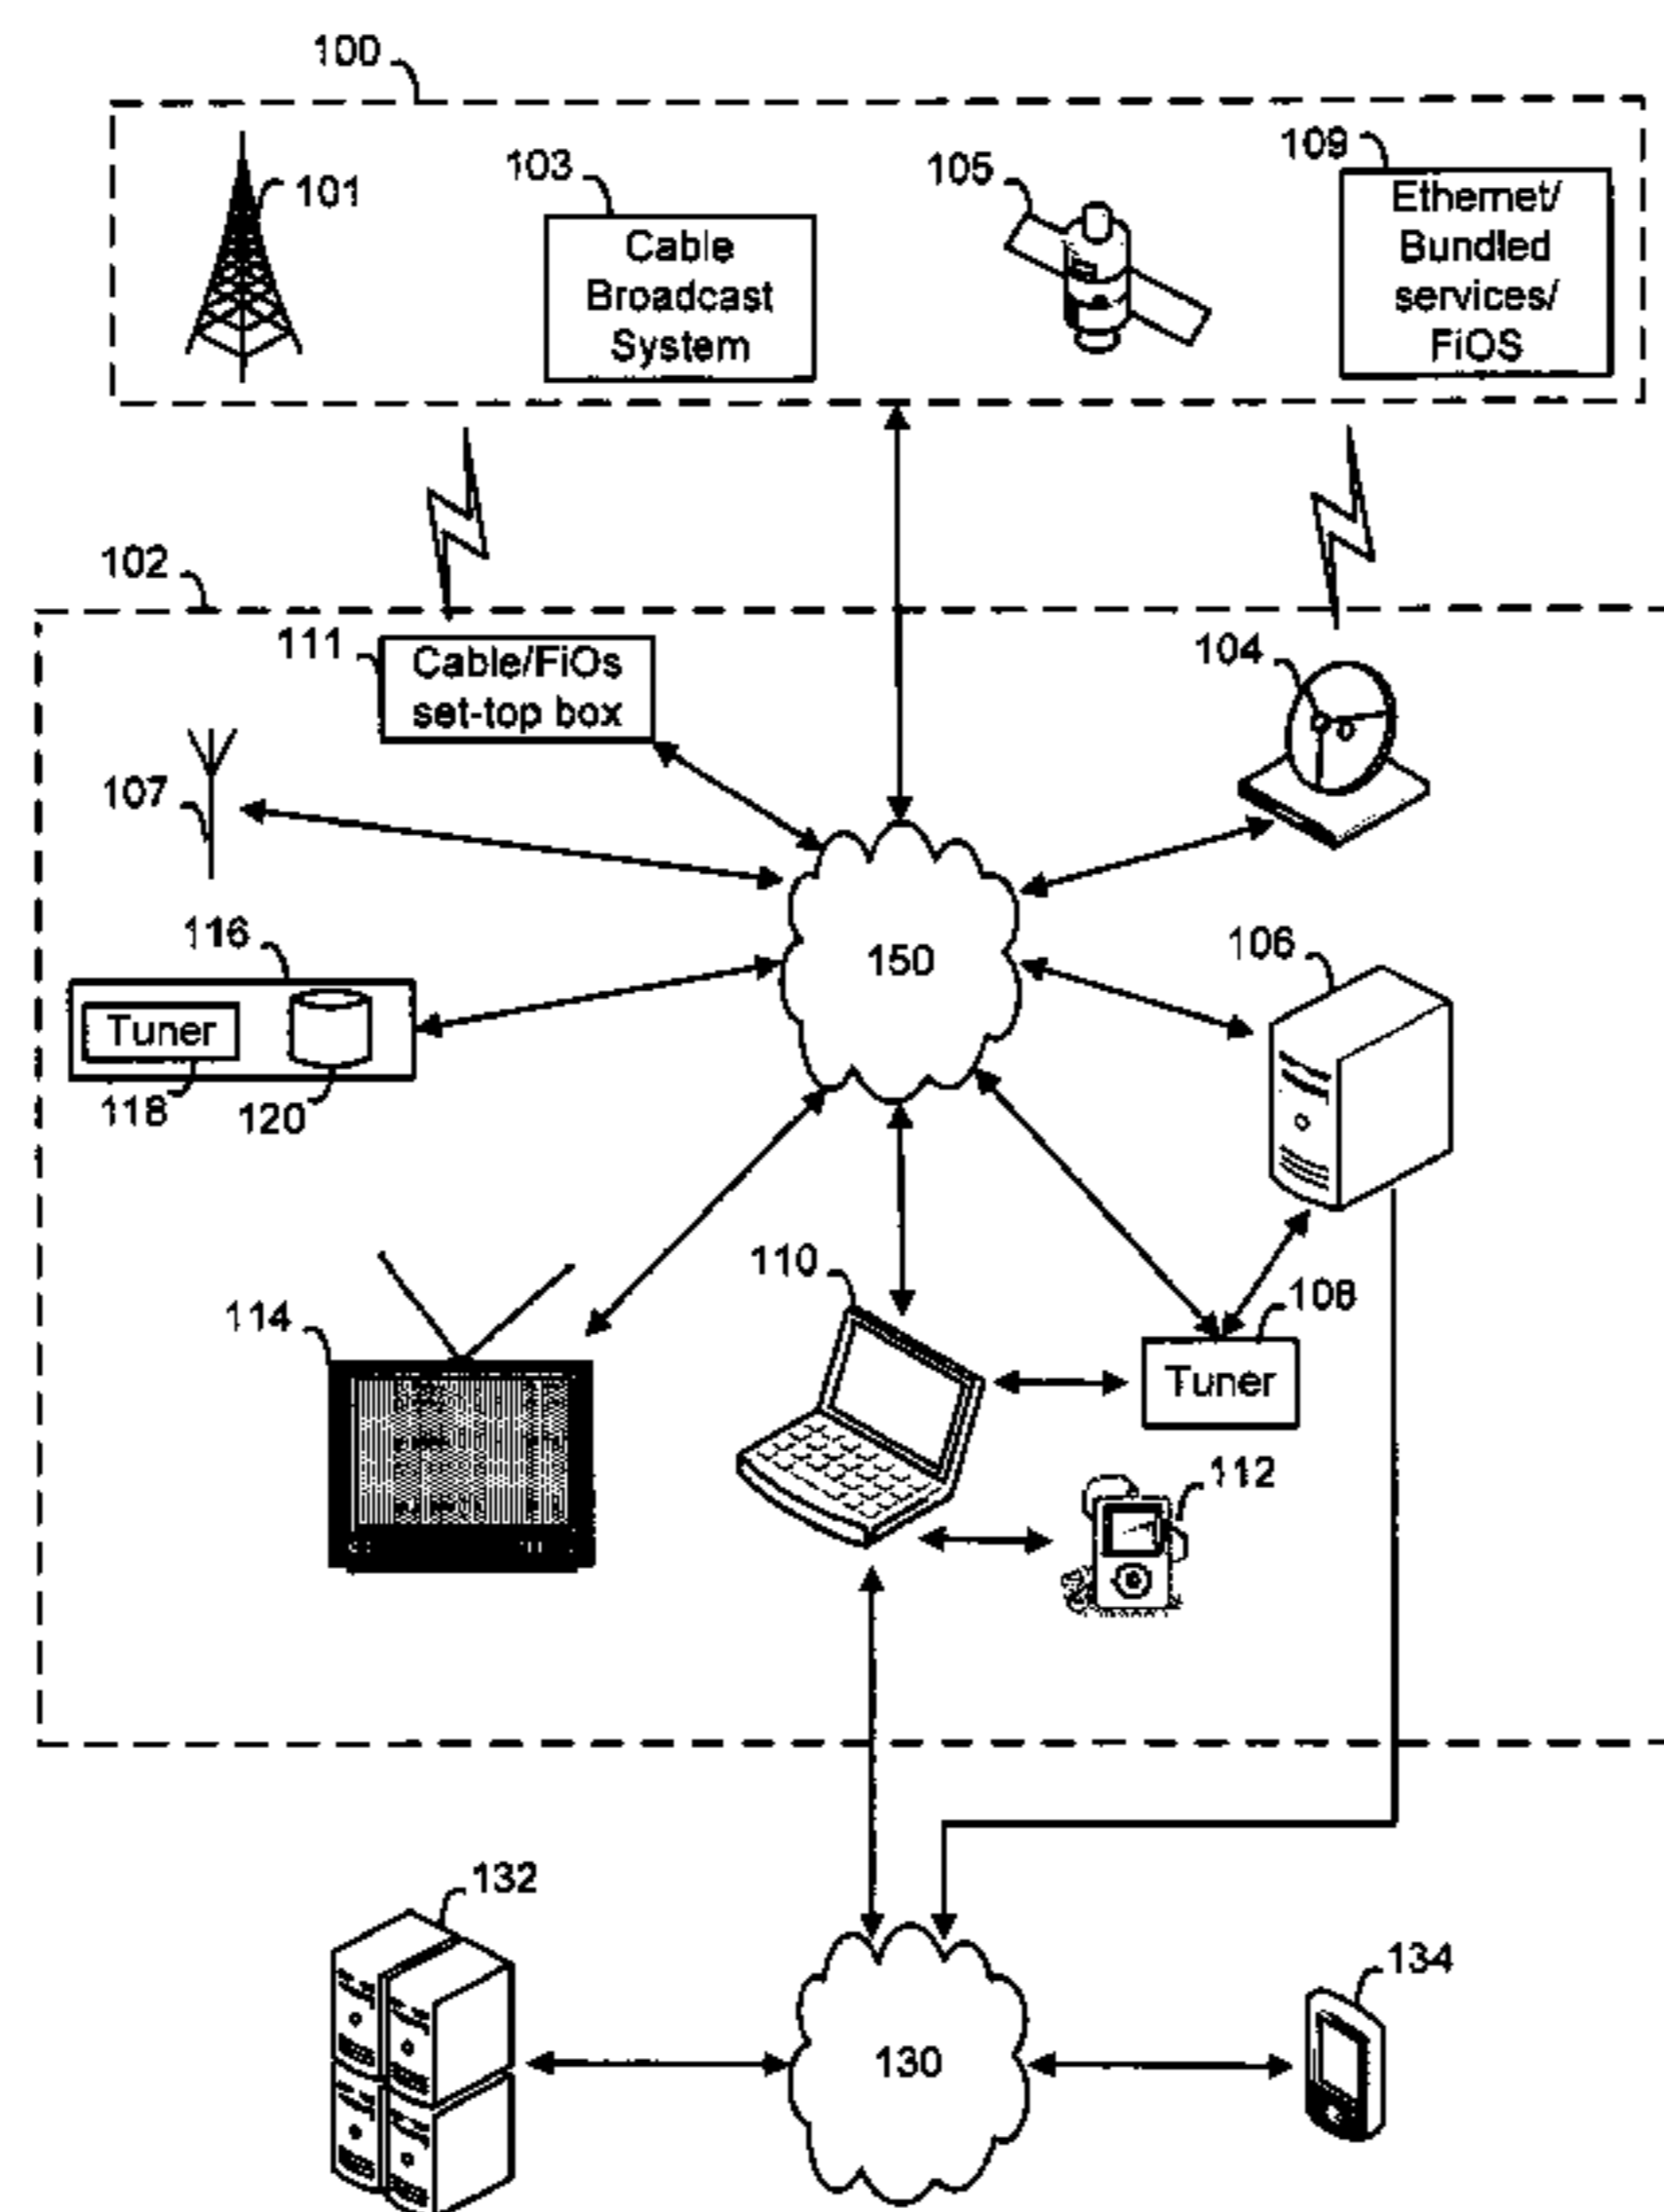 100
101
103
105
109
Cable
Broadcast
System
Ethernet/
Bundled
services/
FiOS
102
111
Cable/FiOs
set-top box
104
107
116
150
106
Tuner
118
120
110
108
114
Tuner
112
132
134
130